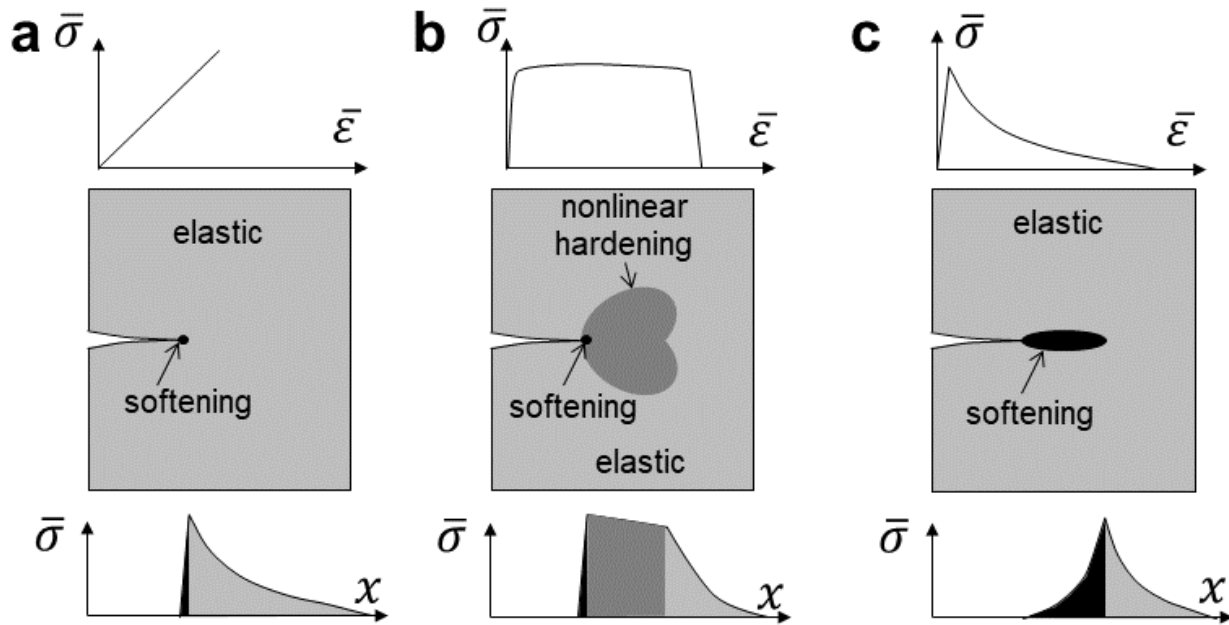 a
σ̄
ε̄
elastic
softening
σ̄
x
b
σ̄
ε̄
nonlinear
hardening
softening
elastic
σ̄
x
c
σ̄
ε̄
elastic
softening
σ̄
x